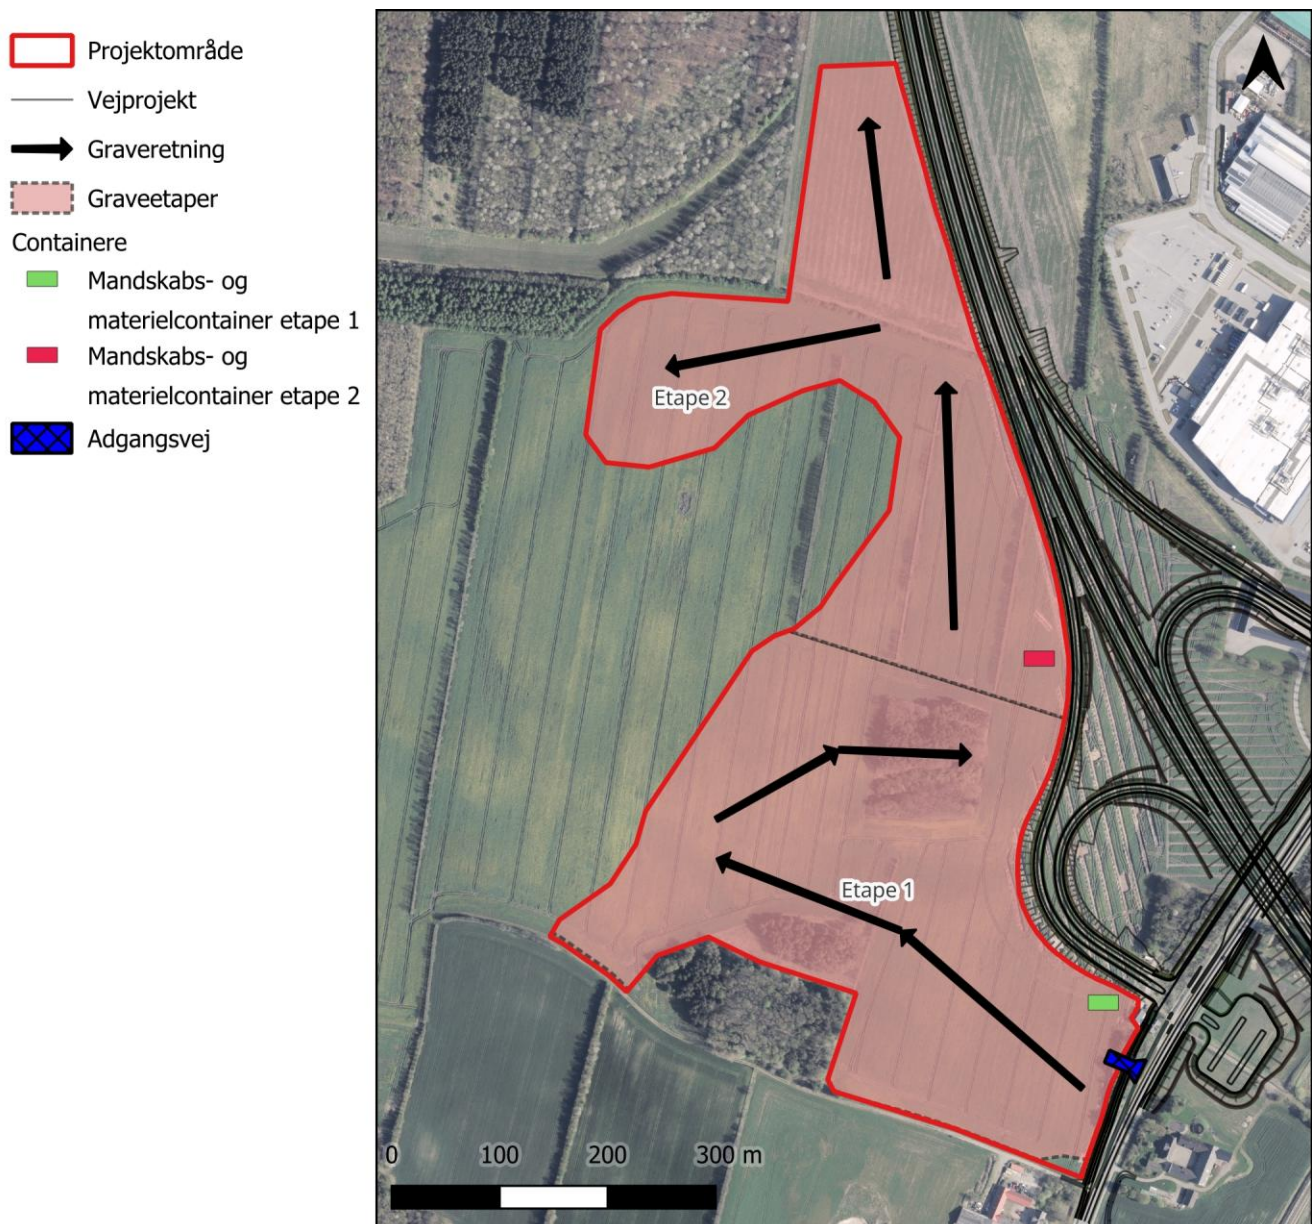 Projektområde
Vejprojekt
Graveretning
Graveetaper
Containere
Mandskabs- og
materielcontainer etape 1
Mandskabs- og
materielcontainer etape 2
Adgangsvej
Etape 2
Etape 1
0 100 200 300 m